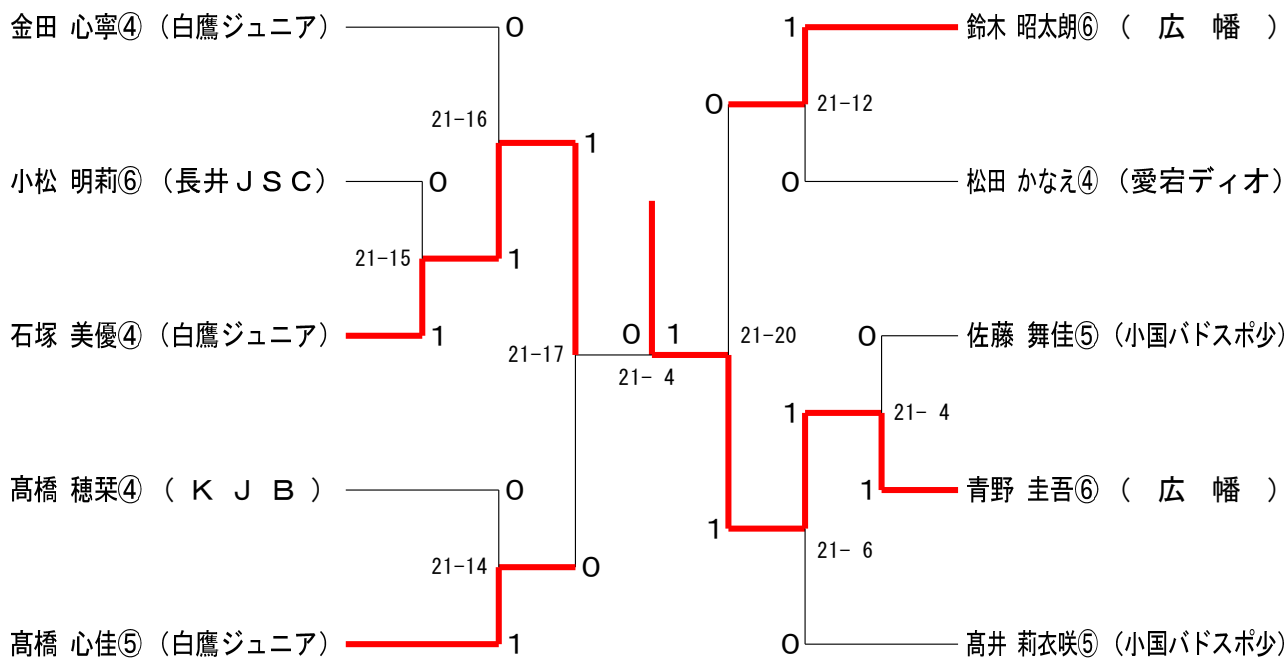 金田 心寧④ (白鷹ジュニア) 0 1 鈴木 昭太朗⑥ ( 広 幡 )
0 21-12
21-16 1
小松 明莉⑥ (長井JSC) 0 0 松田 かなえ④ (愛宕ディオ)
21-15 1
石塚 美優④ (白鷹ジュニア) 1 0 1 21-20 0 佐藤 舞佳⑤ (小国バドスポ少)
21-17 21- 4
1 21- 4
髙橋 穂栞④ ( K J B ) 0 1 青野 圭吾⑥ ( 広 幡 )
1 21- 6
21-14 0
髙橋 心佳⑤ (白鷹ジュニア) 1 0 髙井 莉衣咲⑤ (小国バドスポ少)